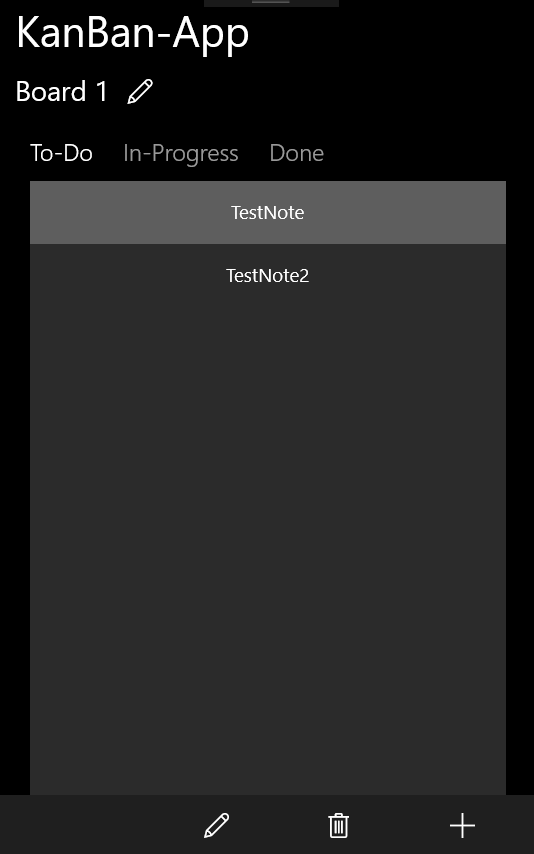 KanBan-App
Board 1
To-Do In-Progress Done
TestNote
TestNote2